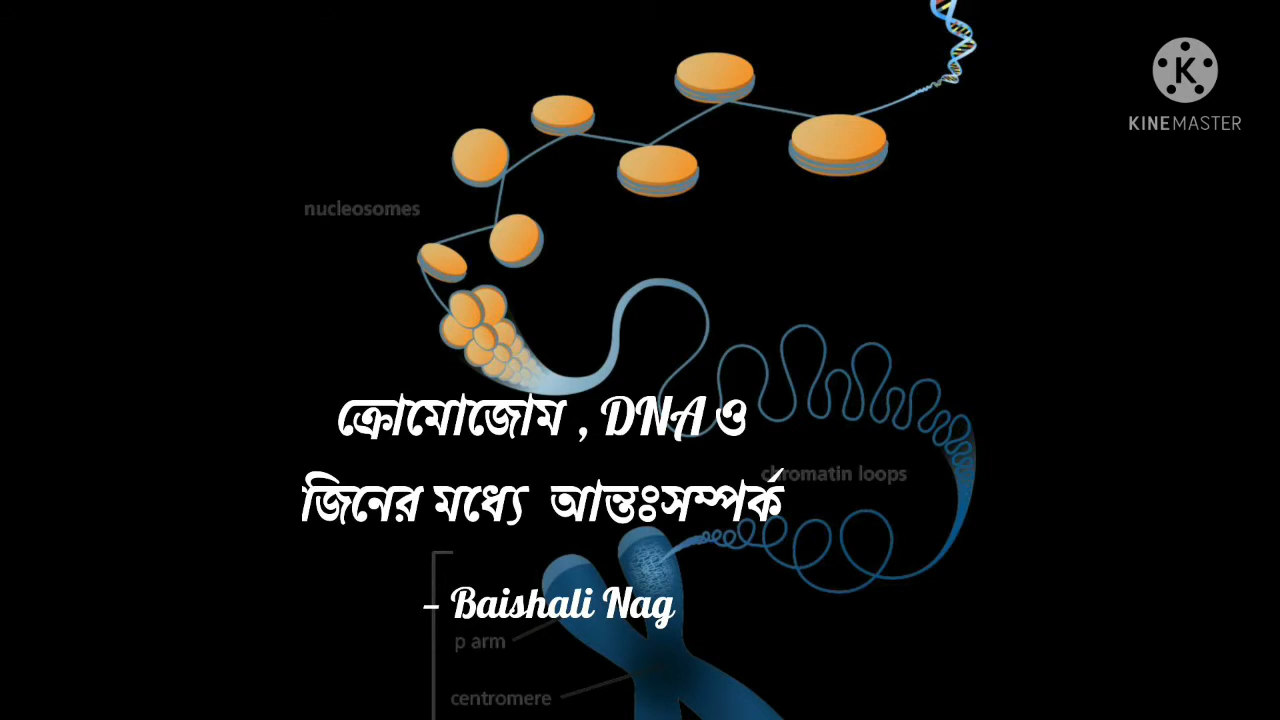 KINEMASTER
nucleosomes
ক্রোমোজোম , DNA ও
chromatin loops
জিনের মধ্যে আন্তঃসম্পর্ক
– Baishali Nag
p arm
centromere